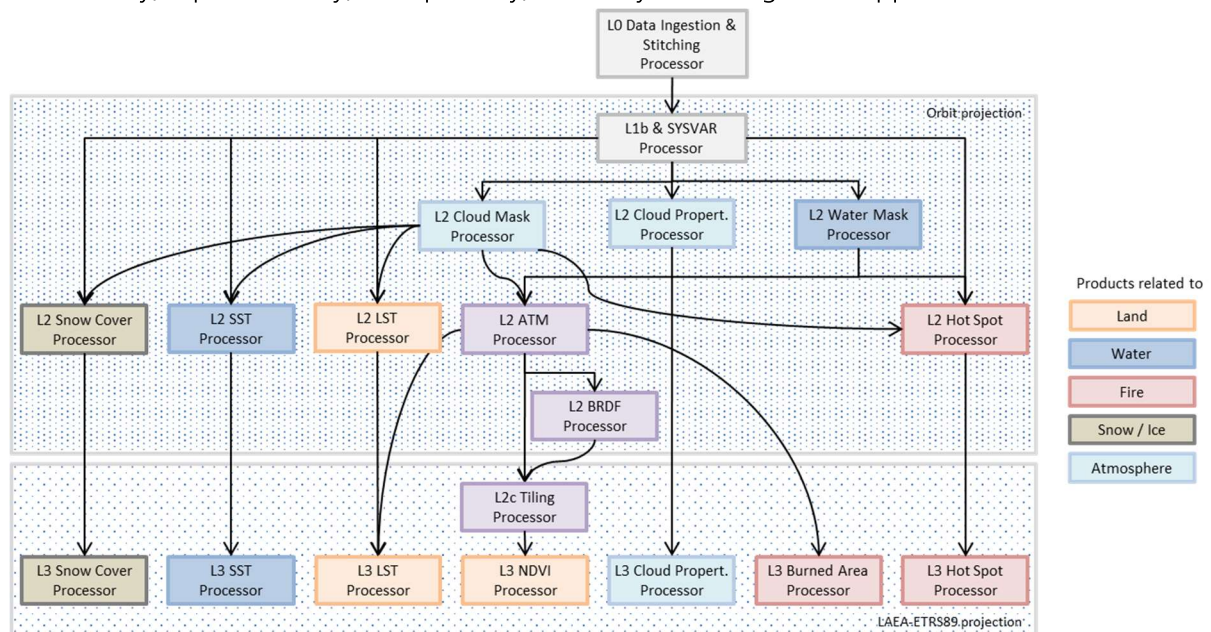 L0 Data Ingestion &
Stitching
Processor
Orbit projection
L1b & SYSVAR
Processor
L2 Cloud Mask
Processor
L2 Cloud Propert.
Processor
L2 Water Mask
Processor
Products related to
Land
Water
Fire
Snow / Ice
Atmosphere
L2 Snow Cover
Processor
L2 SST
Processor
L2 LST
Processor
L2 ATM
Processor
L2 Hot Spot
Processor
L2 BRDF
Processor
L2c Tiling
Processor
L3 Snow Cover
Processor
L3 SST
Processor
L3 LST
Processor
L3 NDVI
Processor
L3 Cloud Propert.
Processor
L3 Burned Area
Processor
L3 Hot Spot
Processor
LAEA-ETRS89.projection